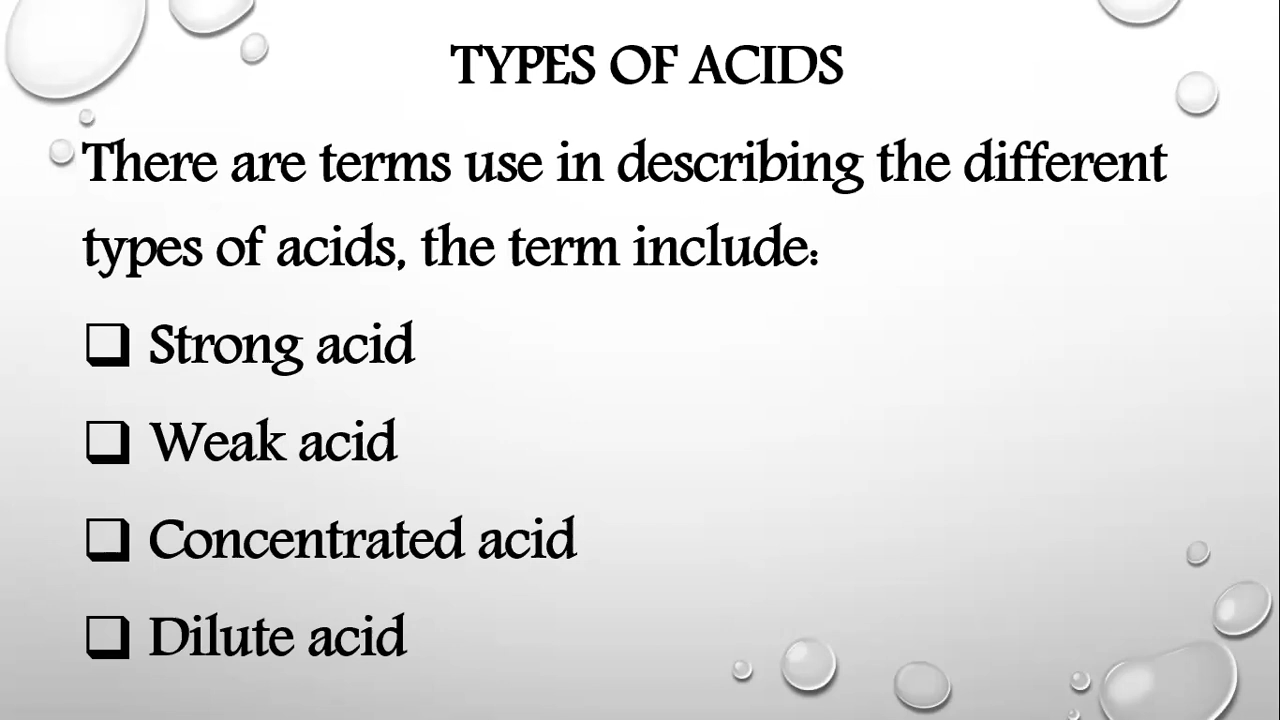 TYPES OF ACIDS
There are terms use in describing the different
types of acids, the term include:
❑ Strong acid
❑ Weak acid
❑ Concentrated acid
❑ Dilute acid